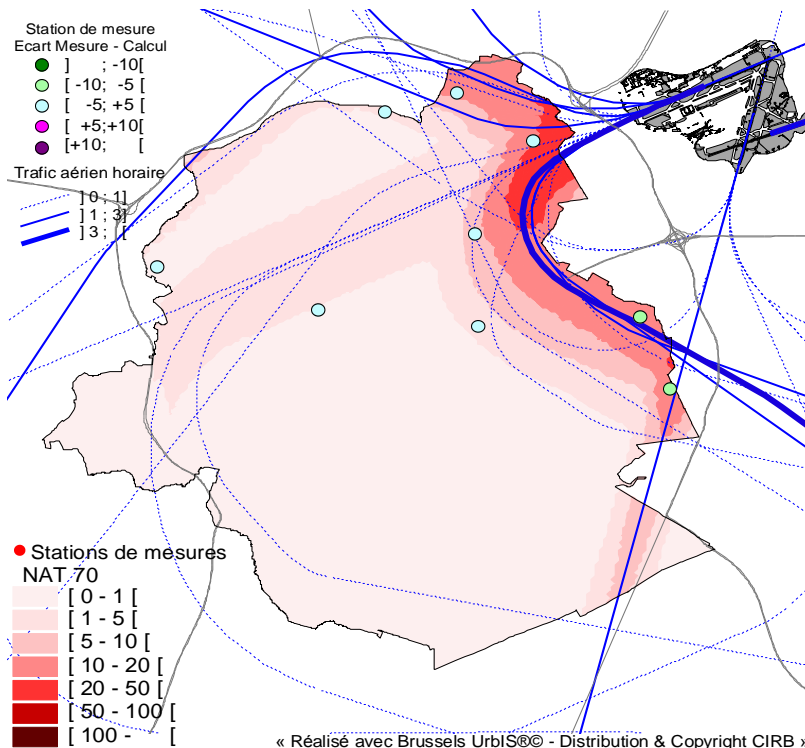 Station de mesure
Ecart Mesure - Calcul
] ; -10[
[ -10; -5 [
[ -5; +5 [
[ +5;+10[
[+10; [
Trafic aérien horaire
] 0 ; 1]
] 1 ; 3]
] 3 ; [
Stations de mesures
NAT 70
[ 0 - 1 [
[ 1 - 5 [
[ 5 - 10 [
[ 10 - 20 [
[ 20 - 50 [
[ 50 - 100 [
[ 100 - [
« Réalisé avec Brussels UrbIS®© - Distribution & Copyright CIRB »